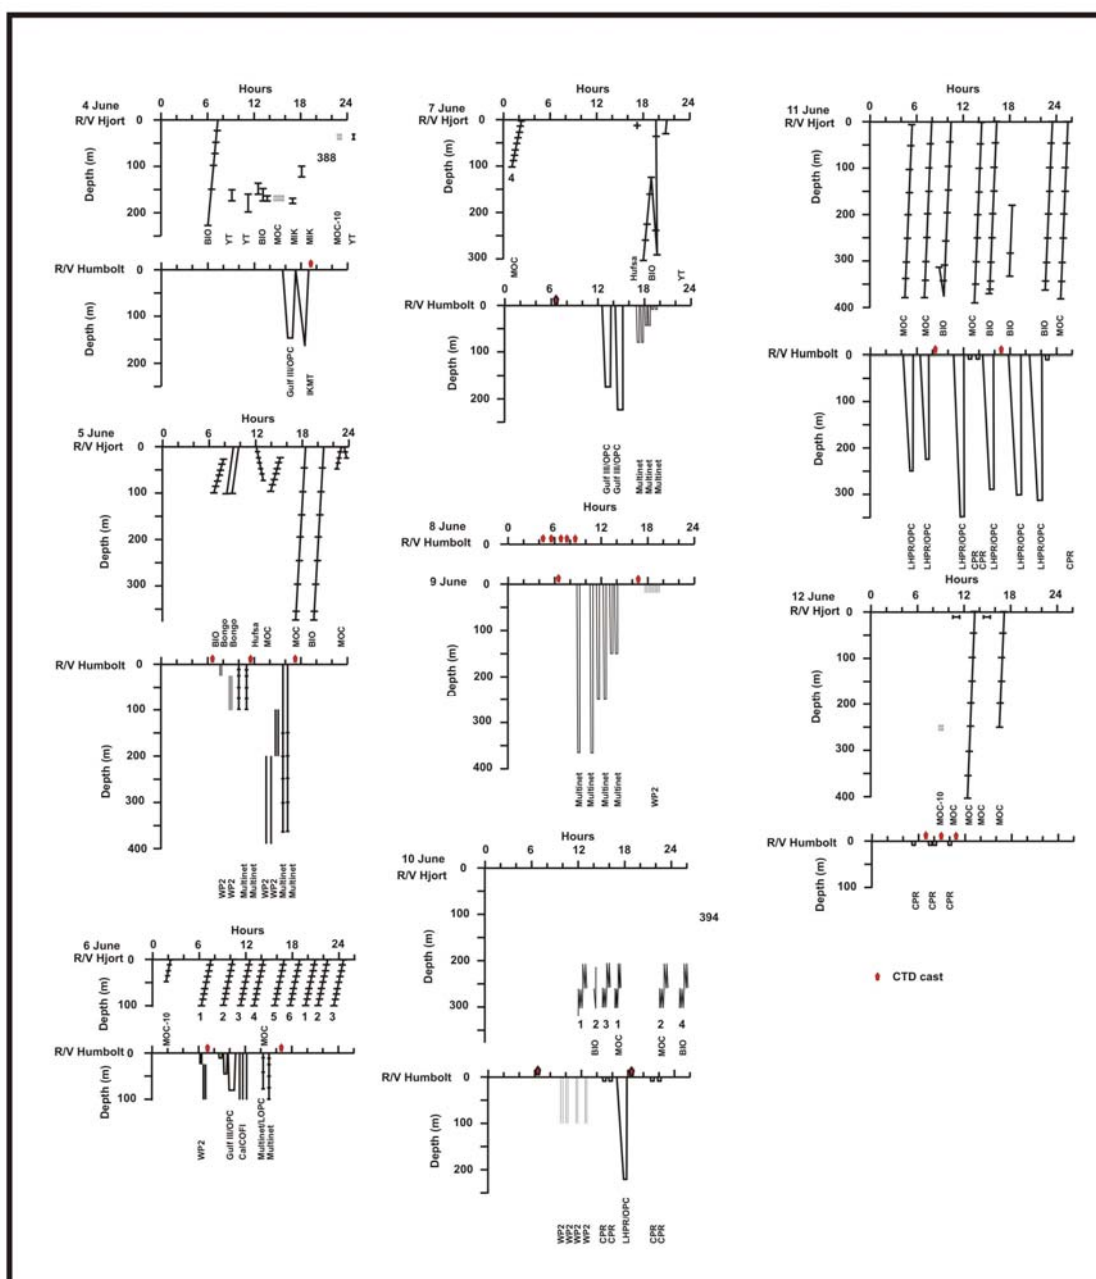 Hours
4 June 0 6 12 18 24
R/V Hjort 0
Depth (m)
100
200
388
BIO YT YT BIO MOC MIK MIK MOC-10 YT
R/V Humbolt 0
Depth (m)
100
200
Gulf III/OPC IKMT
Hours
5 June 0 6 12 18 24
R/V Hjort 0
Depth (m)
100
200
300
BIO Bongo Bongo Hufsa MOC MOC BIO MOC
R/V Humbolt 0
Depth (m)
100
200
300
400
WP2 WP2 Multinet Multinet WP2 WP2 Multinet Multinet
Hours
6 June 0 6 12 18 24
R/V Hjort 0
Depth (m)
100
1 2 3 4 5 6 1 2 3
MOC-10 MOC
R/V Humbolt 0
Depth (m)
100
WP2 Gulf III/OPC CalCOFI Multinet/LOPC Multinet
Hours
7 June 0 6 12 18 24
R/V Hjort 0
Depth (m)
100
200
300
4
MOC Hufsa BIO YT
R/V Humbolt 0
Depth (m)
100
200
Gulf III/OPC Gulf III/OPC Multinet Multinet Multinet
Hours
8 June 0 6 12 18 24
R/V Humbolt 0
9 June 0
Depth (m)
100
200
300
400
Multinet Multinet Multinet Multinet WP2
Hours
10 June 0 6 12 18 24
R/V Hjort 0
Depth (m)
100
200
300
394
1 2 3 1 2 4
BIO MOC MOC BIO
R/V Humbolt 0
Depth (m)
100
200
WP2 WP2 WP2 WP2 CPR CPR LHPR/OPC CPR CPR
Hours
11 June 0 6 12 18 24
R/V Hjort 0
Depth (m)
100
200
300
400
MOC MOC BIO MOC BIO BIO BIO MOC
R/V Humbolt 0
Depth (m)
100
200
300
LHPR/OPC LHPR/OPC LHPR/OPC CPR CPR LHPR/OPC LHPR/OPC LHPR/OPC CPR
Hours
12 June 0 6 12 18 24
R/V Hjort 0
Depth (m)
100
200
300
400
MOC-10 MOC MOC MOC MOC
R/V Humbolt 0
Depth (m)
100
CPR CPR CPR
CTD cast